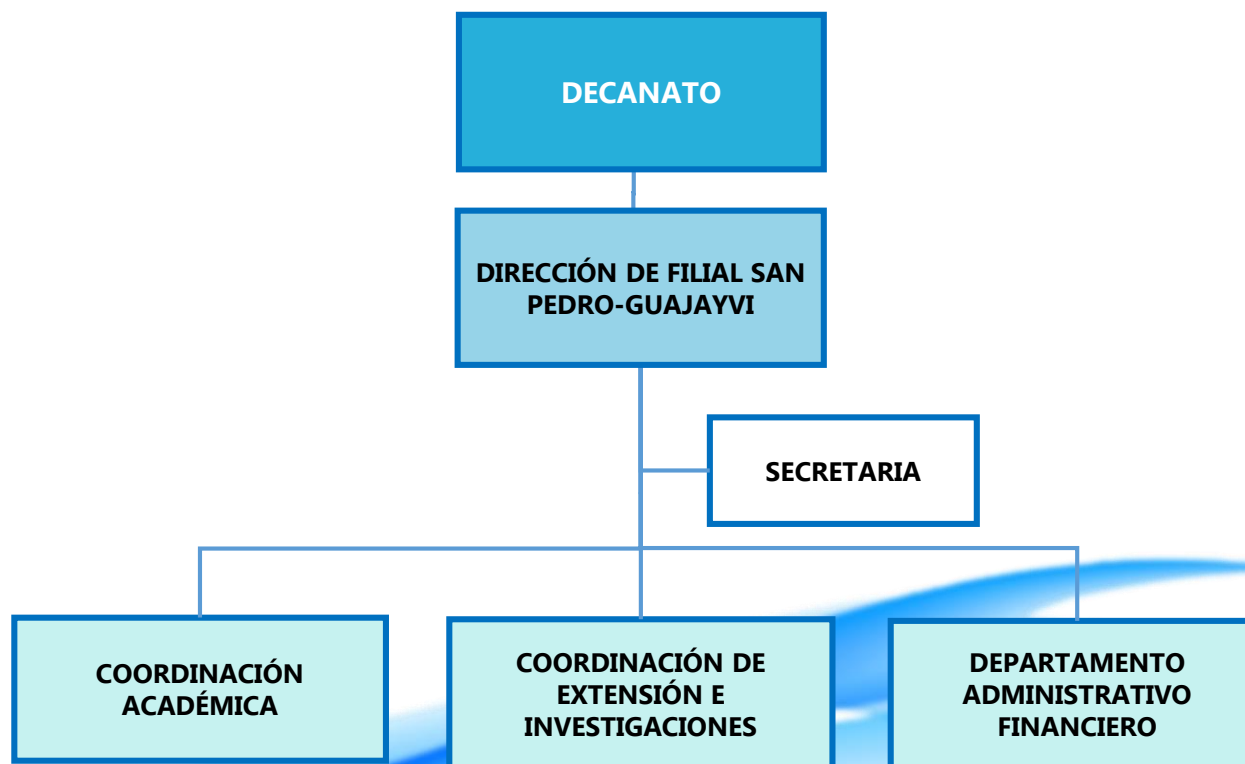 DECANATO
DIRECCIÓN DE FILIAL SAN
PEDRO-GUAJAYVI
SECRETARIA
COORDINACIÓN
ACADÉMICA
COORDINACIÓN DE
EXTENSIÓN E
INVESTIGACIONES
DEPARTAMENTO
ADMINISTRATIVO
FINANCIERO